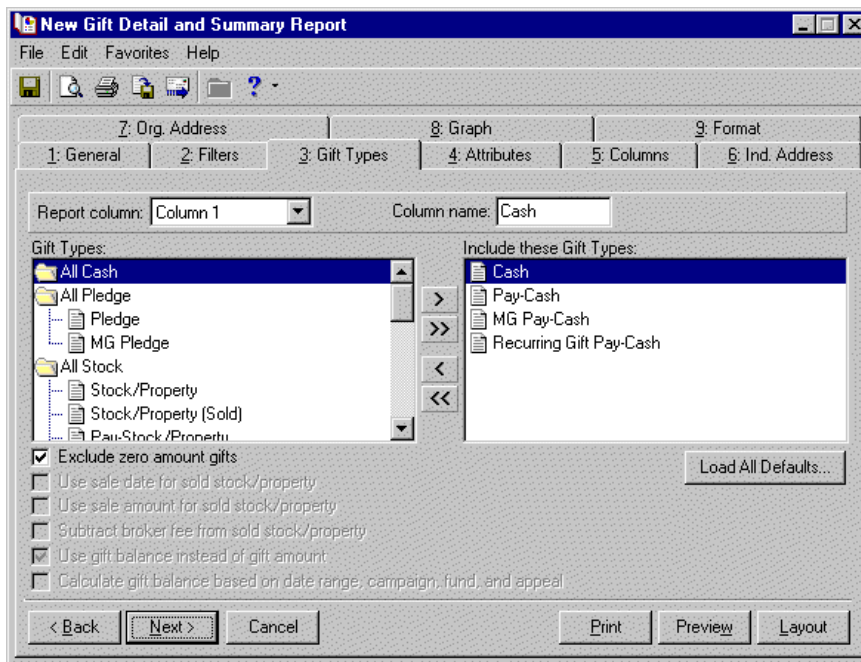 New Gift Detail and Summary Report
File Edit Favorites Help
7: Org. Address 8: Graph 9: Format
1: General 2: Filters 3: Gift Types 4: Attributes 5: Columns 6: Ind. Address
Report column: Column 1 Column name: Cash
Gift Types: Include these Gift Types:
All Cash Cash
All Pledge > Pay-Cash
Pledge >> MG Pay-Cash
MG Pledge Recurring Gift Pay-Cash
All Stock <
Stock/Property <<
Stock/Property (Sold)
Pay-Stock/Property
Exclude zero amount gifts Load All Defaults...
Use sale date for sold stock/property
Use sale amount for sold stock/property
Subtract broker fee from sold stock/property
Use gift balance instead of gift amount
Calculate gift balance based on date range, campaign, fund, and appeal
< Back Next > Cancel Print Preview Layout